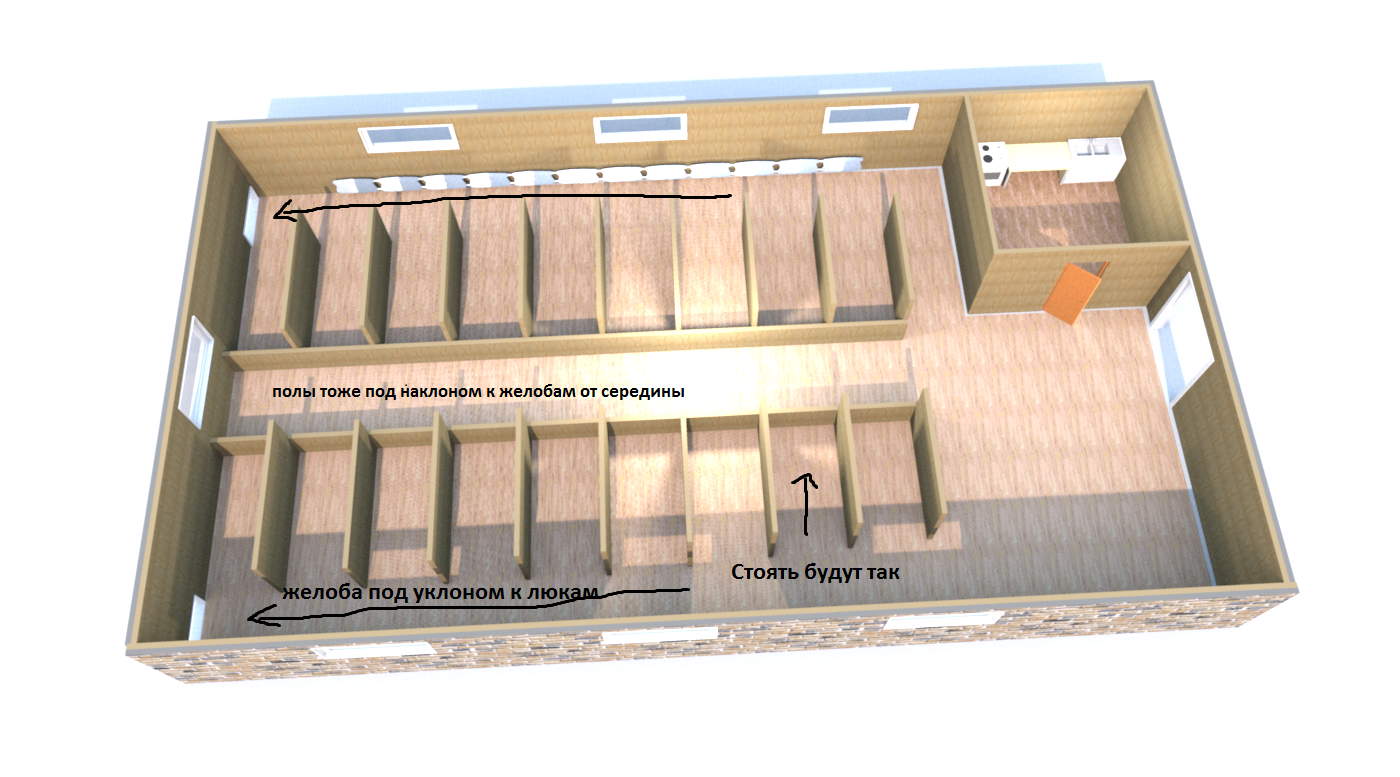 полы тоже под наклоном к желобам от середины
Стоять будут так
желоба под уклоном к люкам